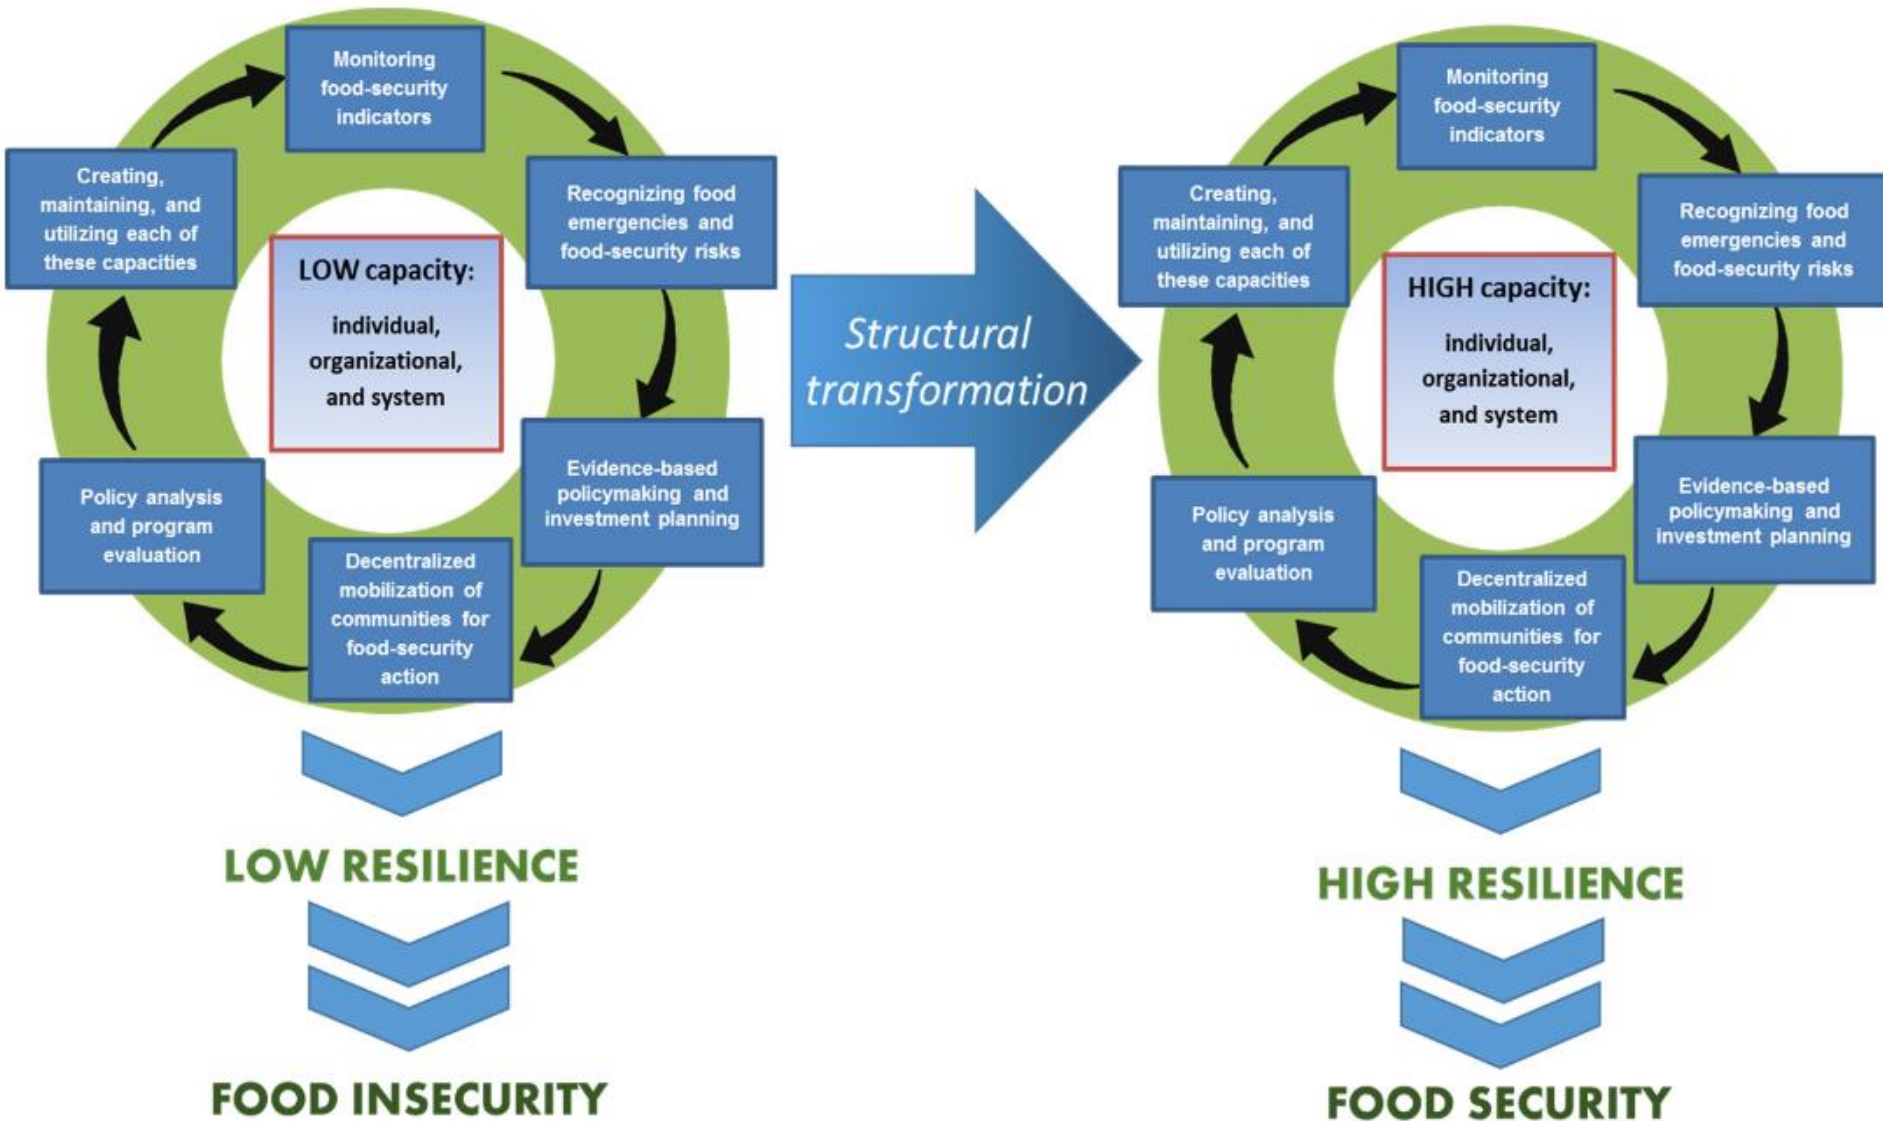 Monitoring
food-security
indicators
Recognizing food
emergencies and
food-security risks
Evidence-based
policymaking and
investment planning
Decentralized
mobilization of
communities for
food-security
action
Policy analysis
and program
evaluation
Creating,
maintaining, and
utilizing each of
these capacities
LOW capacity:
individual,
organizational,
and system
LOW RESILIENCE
FOOD INSECURITY
Structural
transformation
Monitoring
food-security
indicators
Recognizing food
emergencies and
food-security risks
Evidence-based
policymaking and
investment planning
Decentralized
mobilization of
communities for
food-security
action
Policy analysis
and program
evaluation
Creating,
maintaining, and
utilizing each of
these capacities
HIGH capacity:
individual,
organizational,
and system
HIGH RESILIENCE
FOOD SECURITY